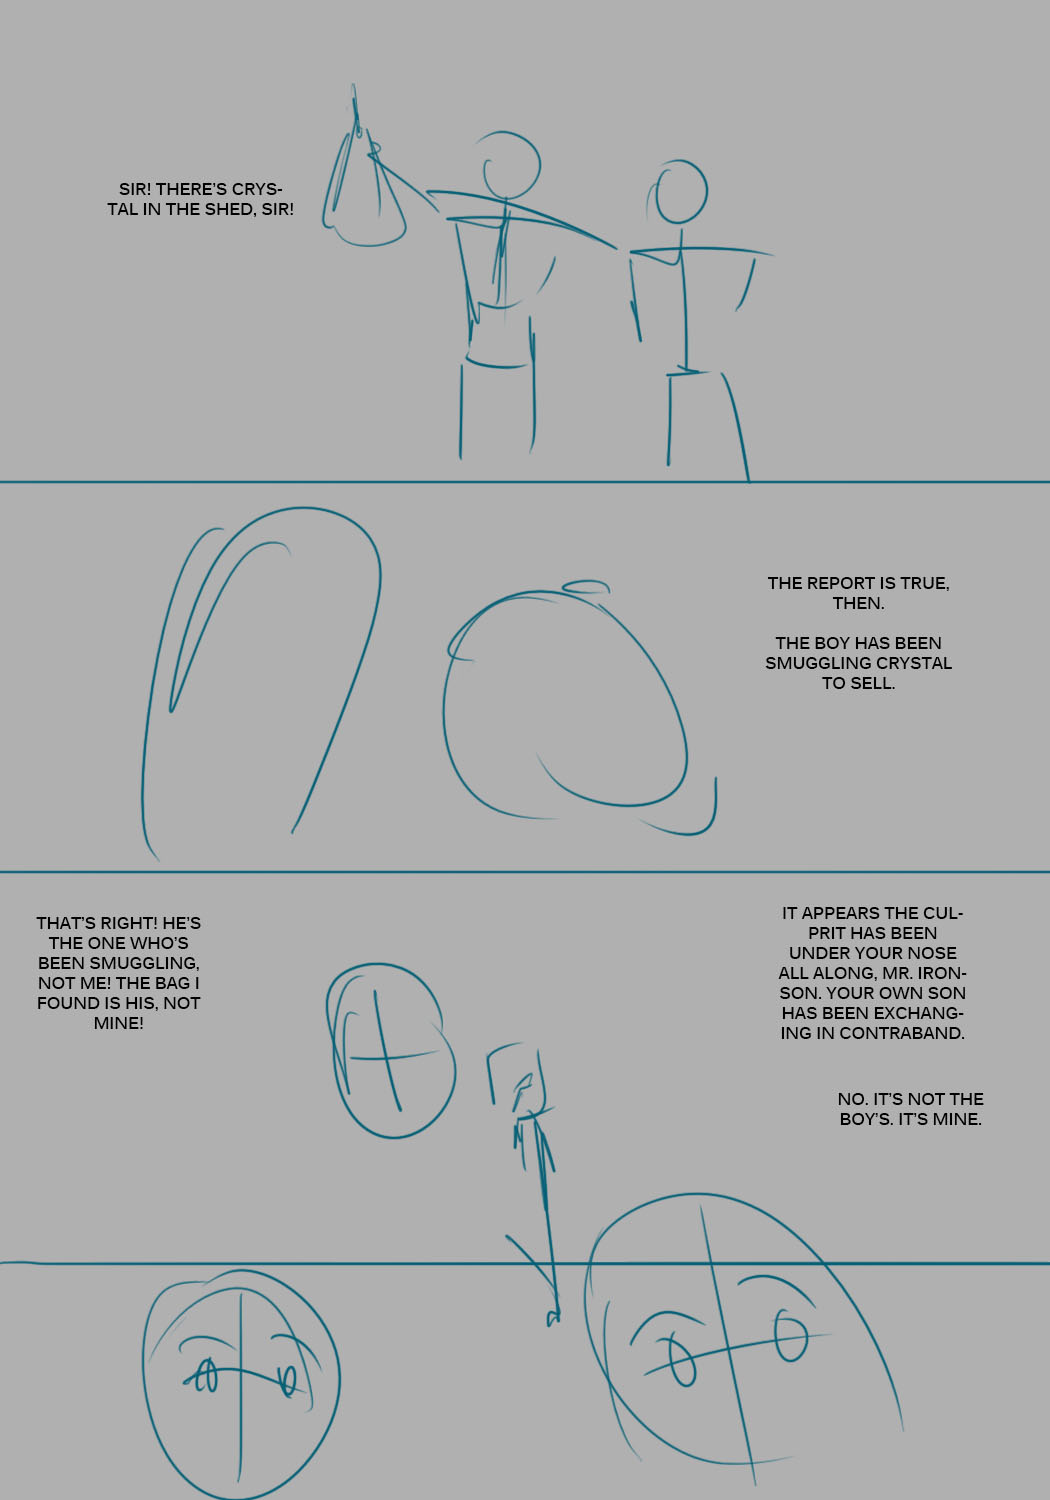 SIR! THERE'S CRYS-
TAL IN THE SHED, SIR!
THE REPORT IS TRUE,
THEN.
THE BOY HAS BEEN
SMUGGLING CRYSTAL
TO SELL.
THAT'S RIGHT! HE'S
THE ONE WHO'S
BEEN SMUGGLING,
NOT ME! THE BAG I
FOUND IS HIS, NOT
MINE!
IT APPEARS THE CUL-
PRIT HAS BEEN
UNDER YOUR NOSE
ALL ALONG, MR. IRON-
SON. YOUR OWN SON
HAS BEEN EXCHANG-
ING IN CONTRABAND.
NO. IT'S NOT THE
BOY'S. IT'S MINE.